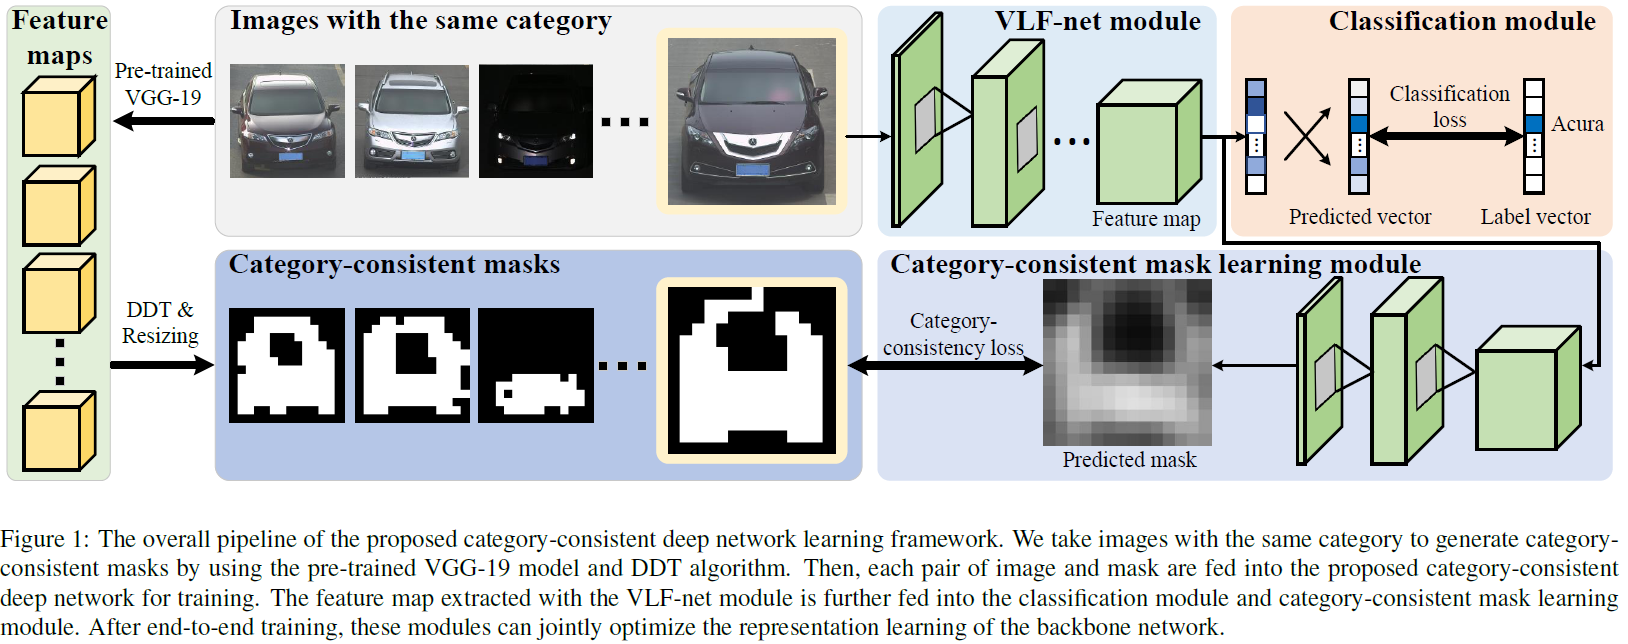 Feature
maps
Pre-trained
VGG-19
Images with the same category
VLF-net module
Feature map
Classification module
Classification
loss
Acura
Predicted vector
Label vector
DDT &
Resizing
Category-consistent masks
Category-
consistency loss
Category-consistent mask learning module
Predicted mask
Figure 1: The overall pipeline of the proposed category-consistent deep network learning framework. We take images with the same category to generate category-
consistent masks by using the pre-trained VGG-19 model and DDT algorithm. Then, each pair of image and mask are fed into the proposed category-consistent
deep network for training. The feature map extracted with the VLF-net module is further fed into the classification module and category-consistent mask learning
module. After end-to-end training, these modules can jointly optimize the representation learning of the backbone network.